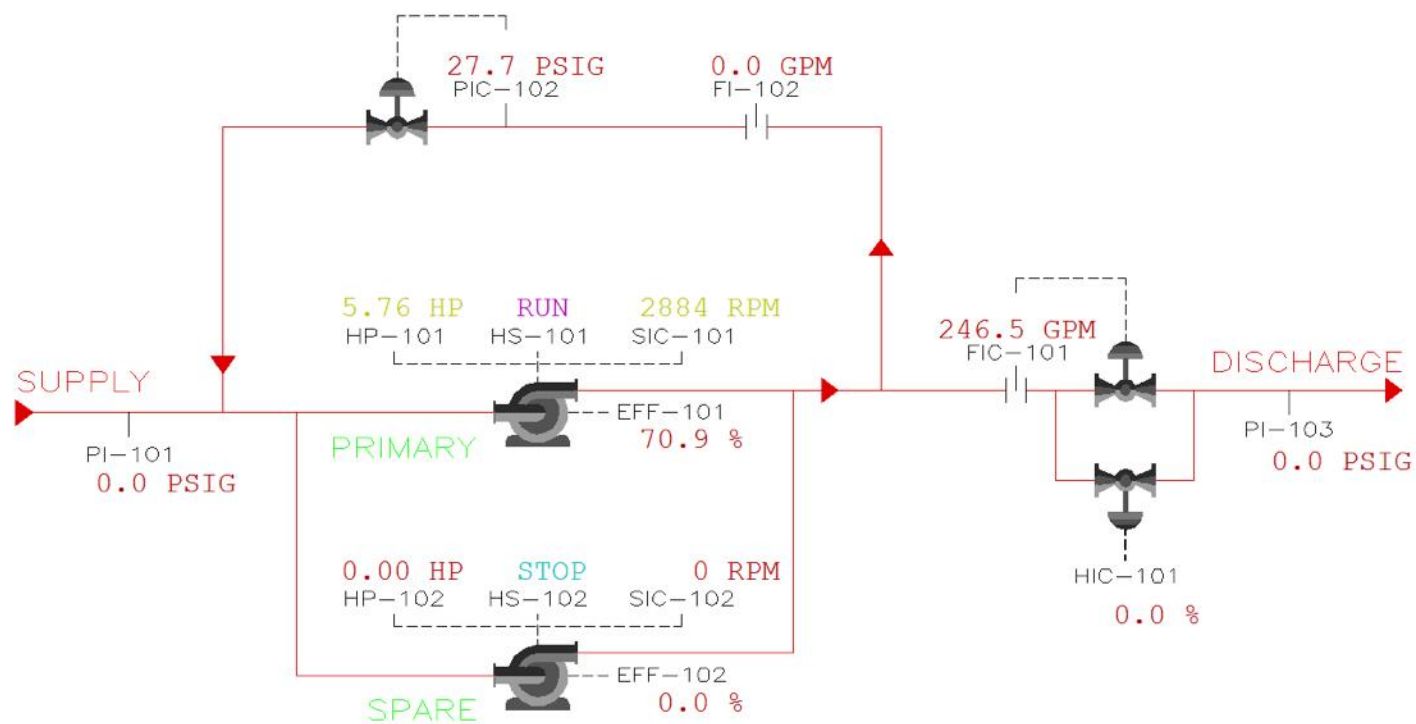 27.7 PSIG
PIC-102
0.0 GPM
FI-102
5.76 HP
HP-101
RUN
HS-101
2884 RPM
SIC-101
246.5 GPM
FIC-101
SUPPLY
DISCHARGE
PI-101
0.0 PSIG
PRIMARY
EFF-101
70.9 %
PI-103
0.0 PSIG
0.00 HP
HP-102
STOP
HS-102
0 RPM
SIC-102
HIC-101
0.0 %
SPARE
EFF-102
0.0 %